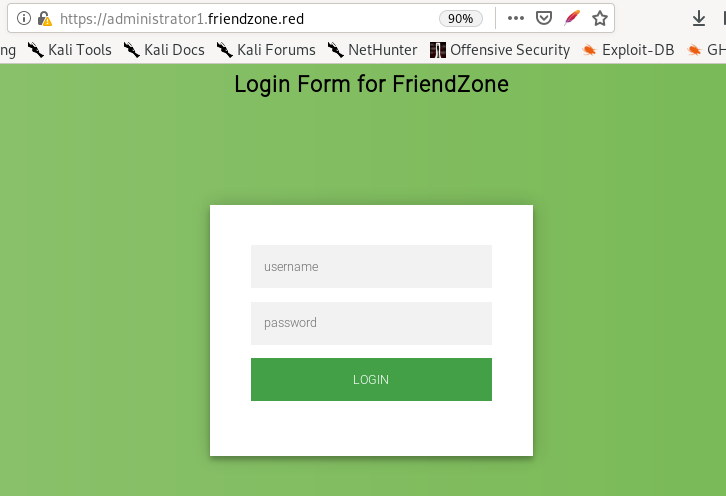 https://administrator1.friendzone.red 90%
ng Kali Tools Kali Docs Kali Forums NetHunter Offensive Security Exploit-DB GH
Login Form for FriendZone
username
password
LOGIN